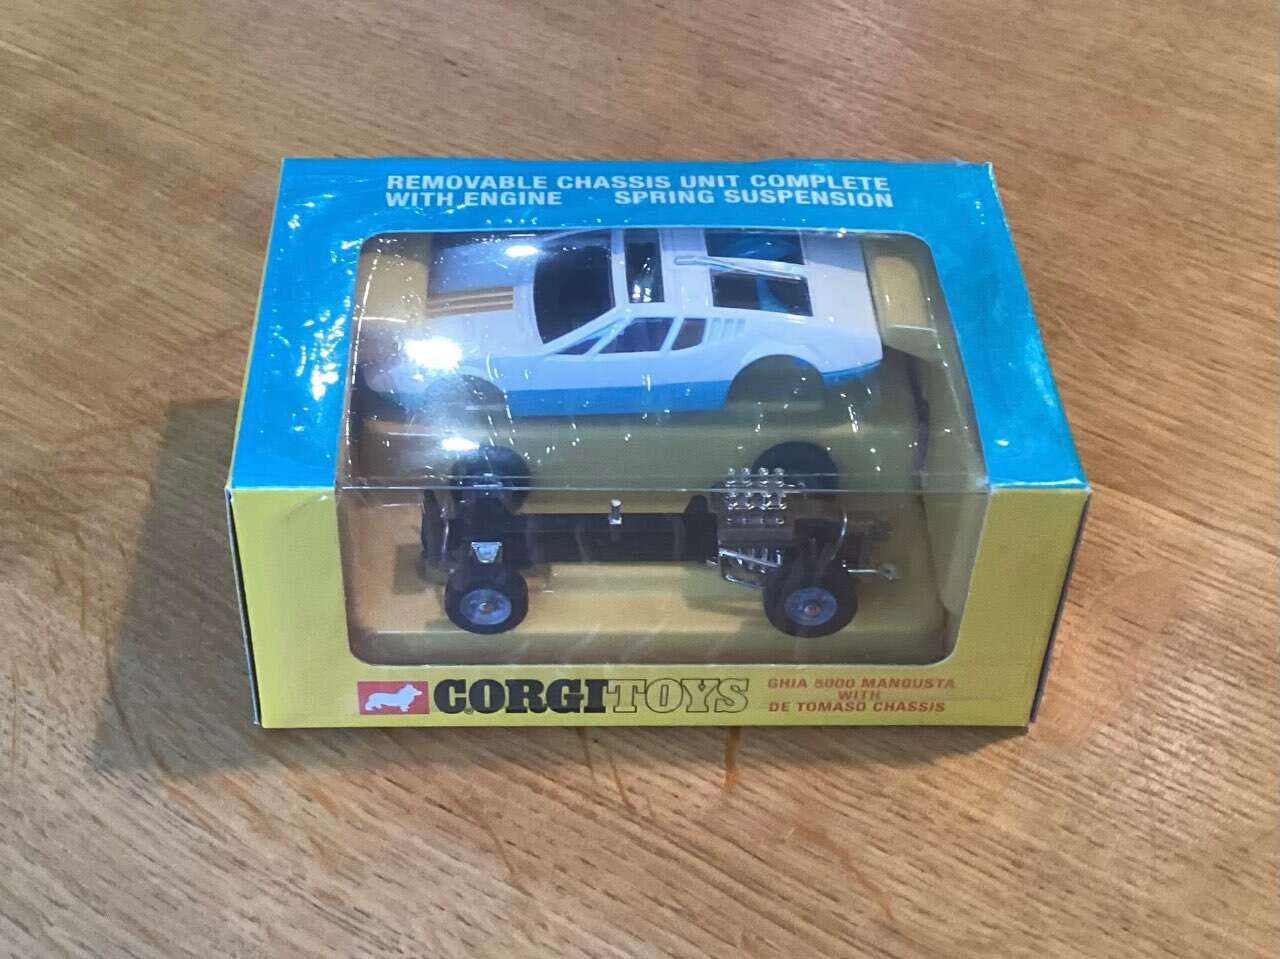 REMOVABLE CHASSIS UNIT COMPLETE
WITH ENGINE SPRING SUSPENSION
CORGI TOYS
GHIA 5000 MANGUSTA
WITH
DE TOMASO CHASSIS